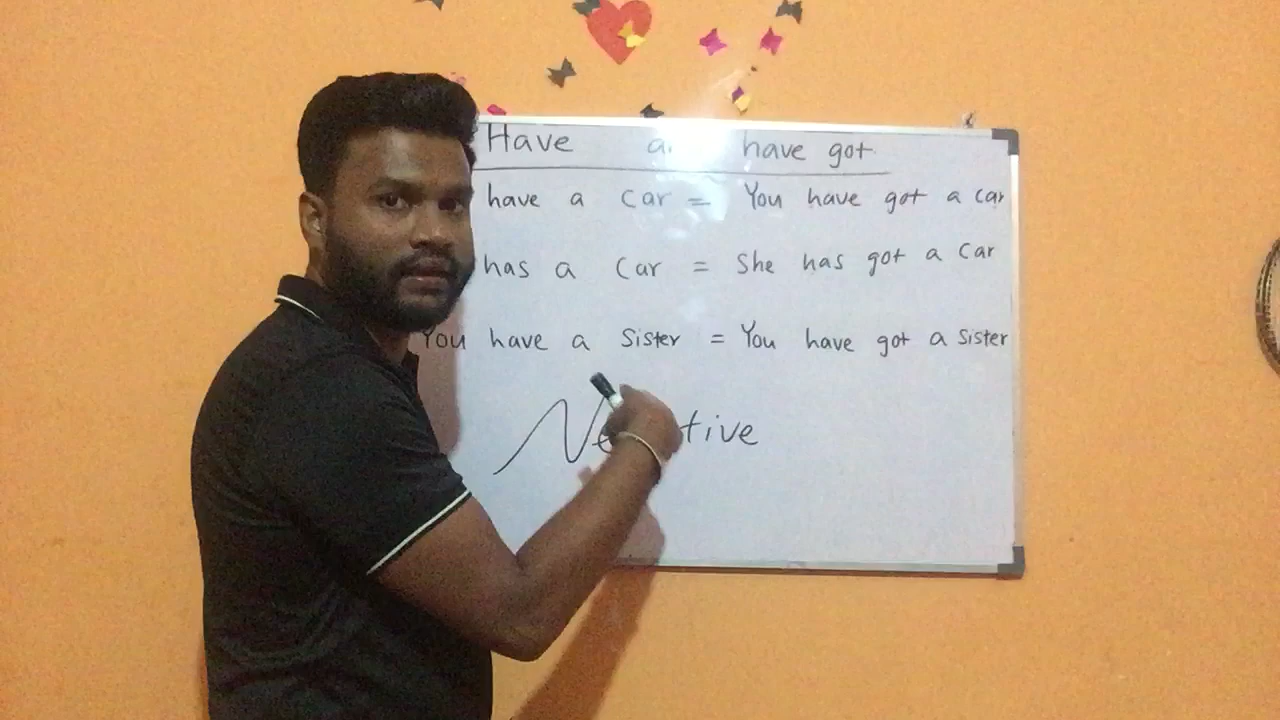 Have have got
have a car = You have got a car
has a car = She has got a car
You have a sister = You have got a sister